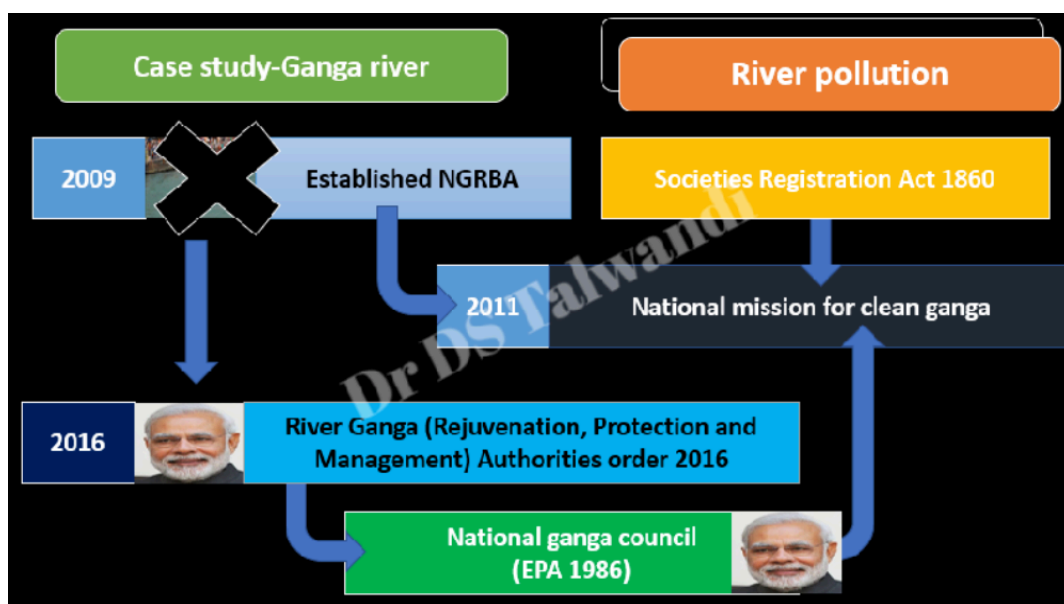 Case study-Ganga river
River pollution
2009
Established NGRBA
Societies Registration Act 1860
2011
National mission for clean ganga
Dr DS Talwandi
2016
River Ganga (Rejuvenation, Protection and
Management) Authorities order 2016
National ganga council
(EPA 1986)